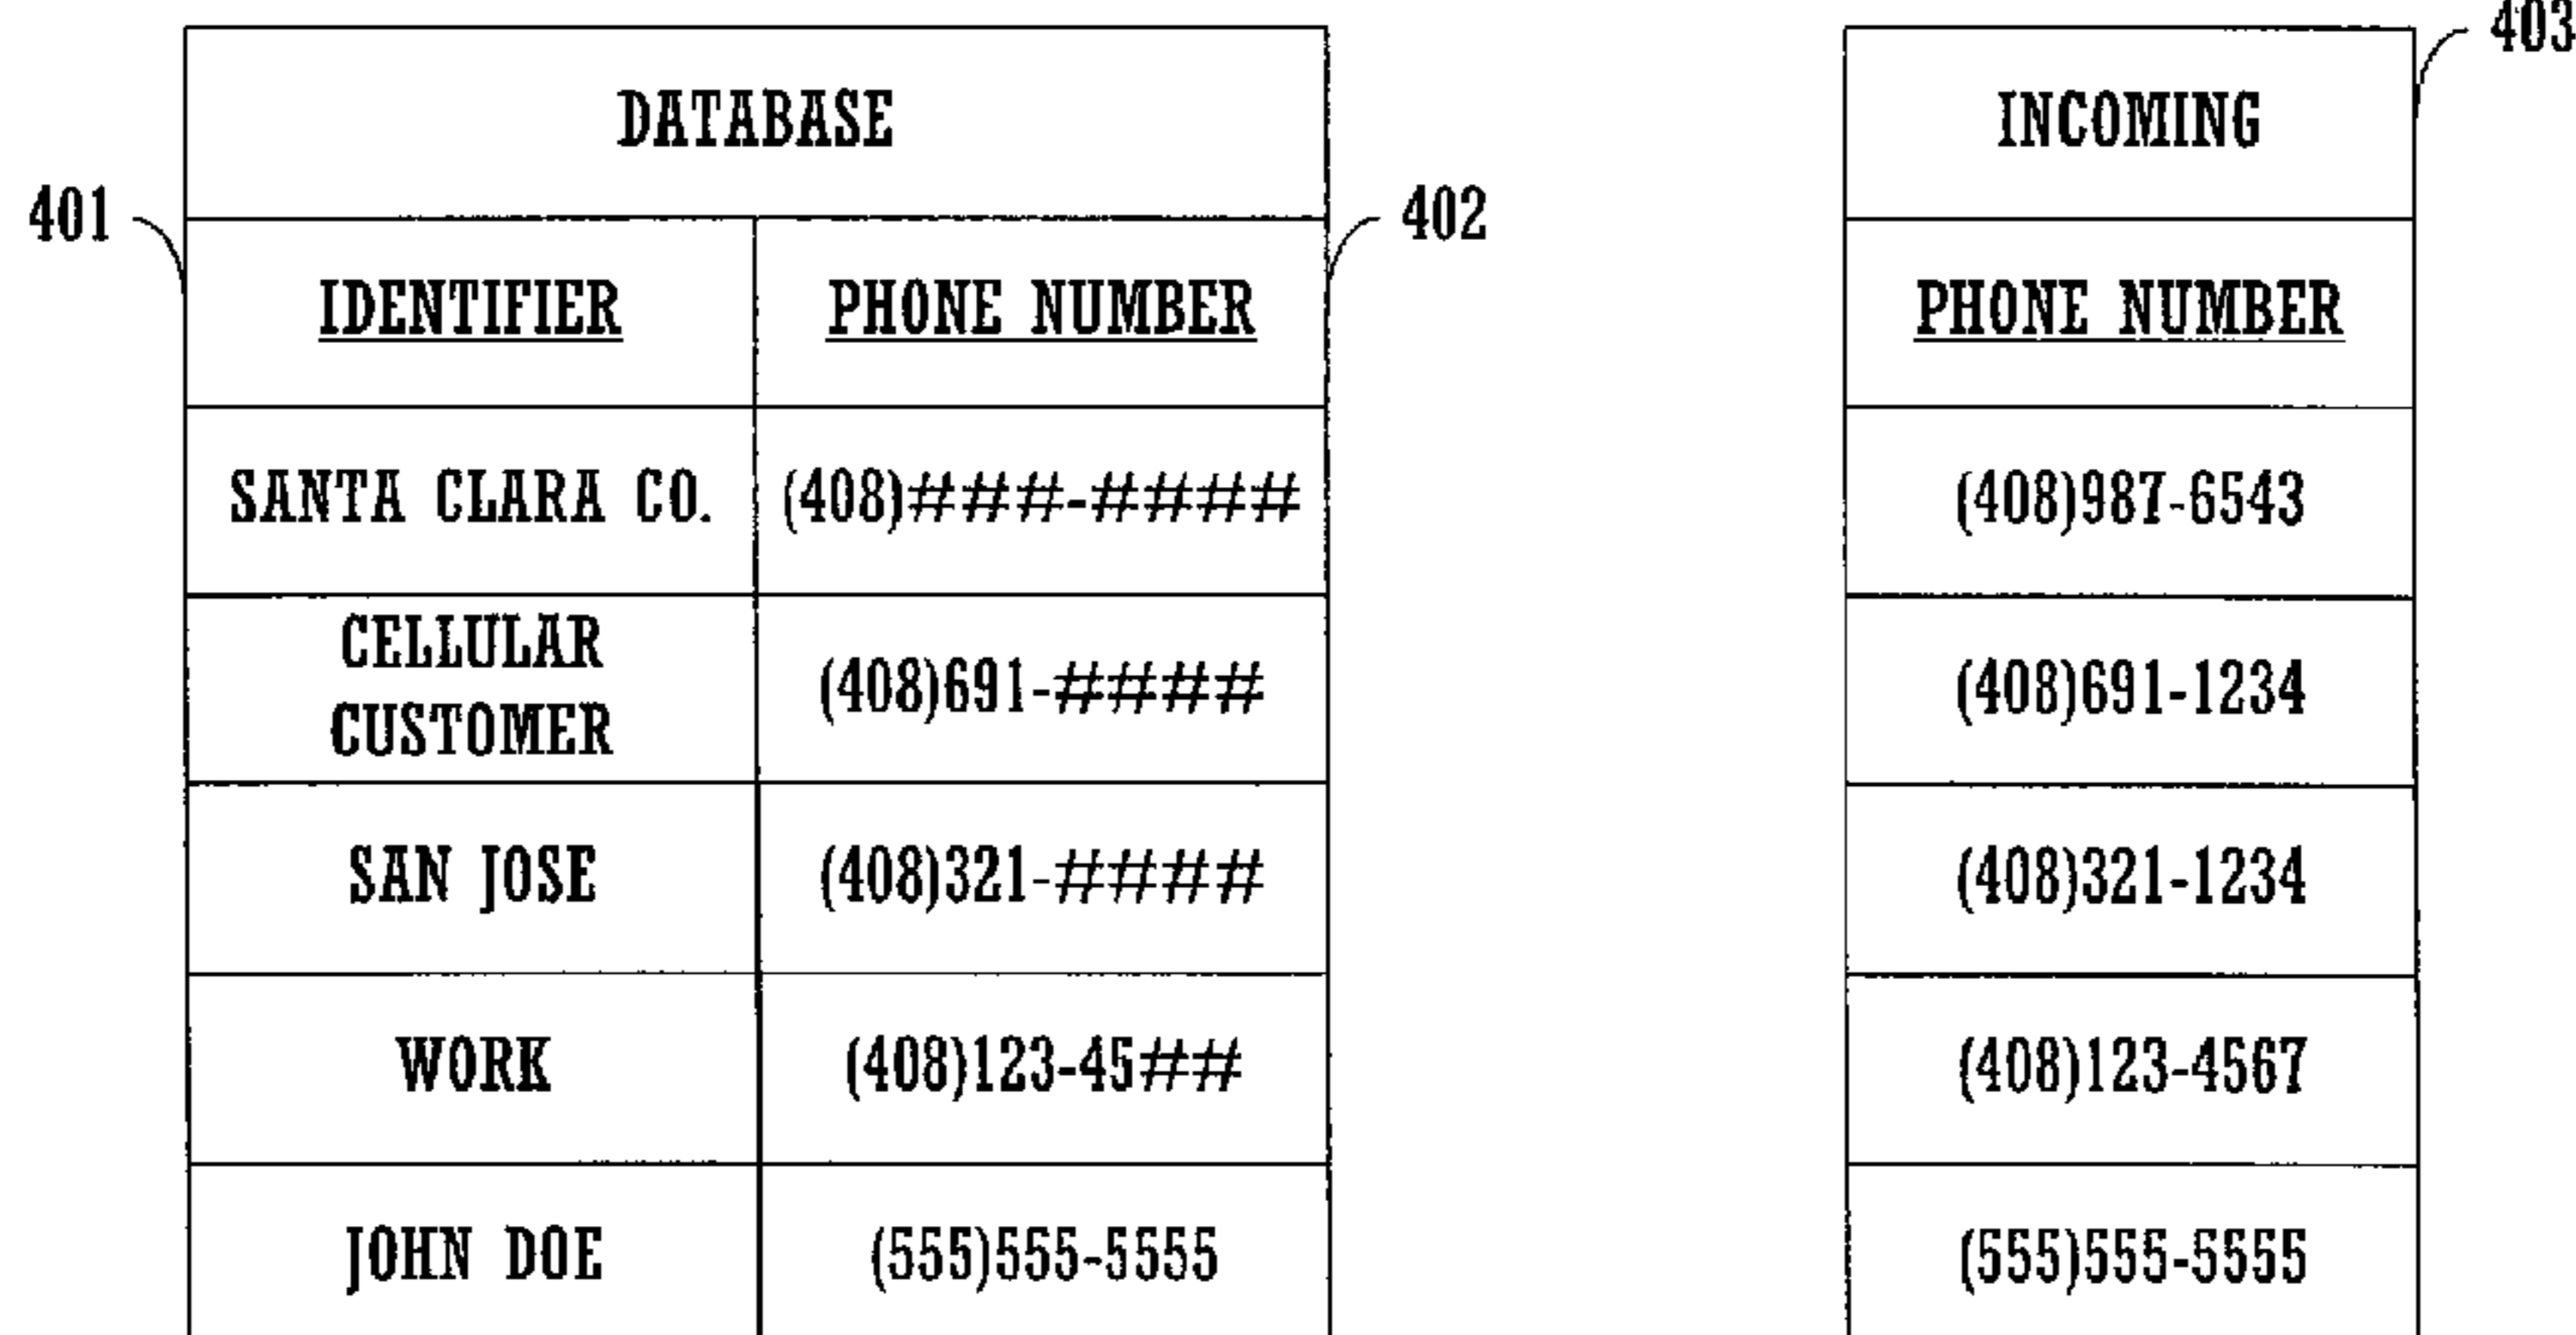 DATABASE
INCOMING
403
401
402
IDENTIFIER PHONE NUMBER
PHONE NUMBER
SANTA CLARA CO. (408)###-####
(408)987-6543
CELLULAR
CUSTOMER
(408)691-####
(408)691-1234
SAN JOSE (408)321-####
(408)321-1234
WORK (408)123-45##
(408)123-4567
JOHN DOE (555)555-5555
(555)555-5555